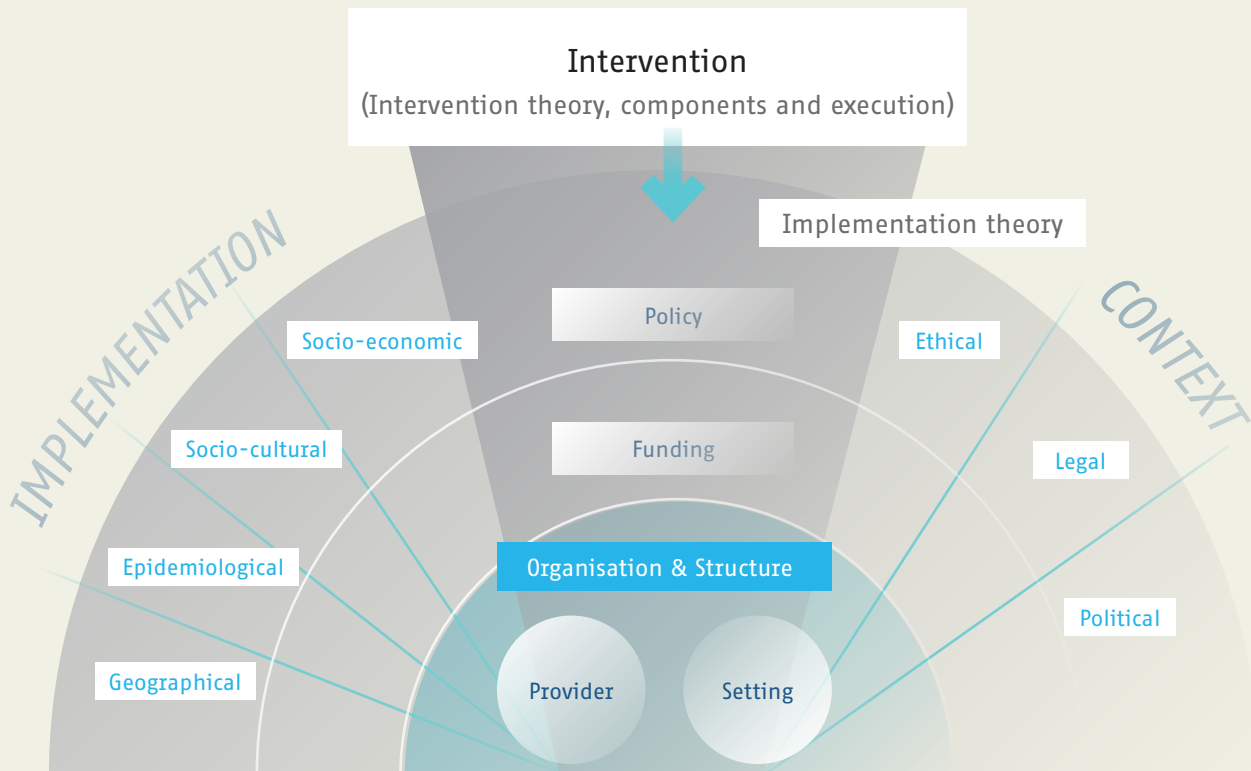 Intervention
(Intervention theory, components and execution)
Implementation theory
IMPLEMENTATION
CONTEXT
Policy
Socio-economic
Ethical
Funding
Socio-cultural
Legal
Organisation & Structure
Epidemiological
Political
Geographical
Provider
Setting